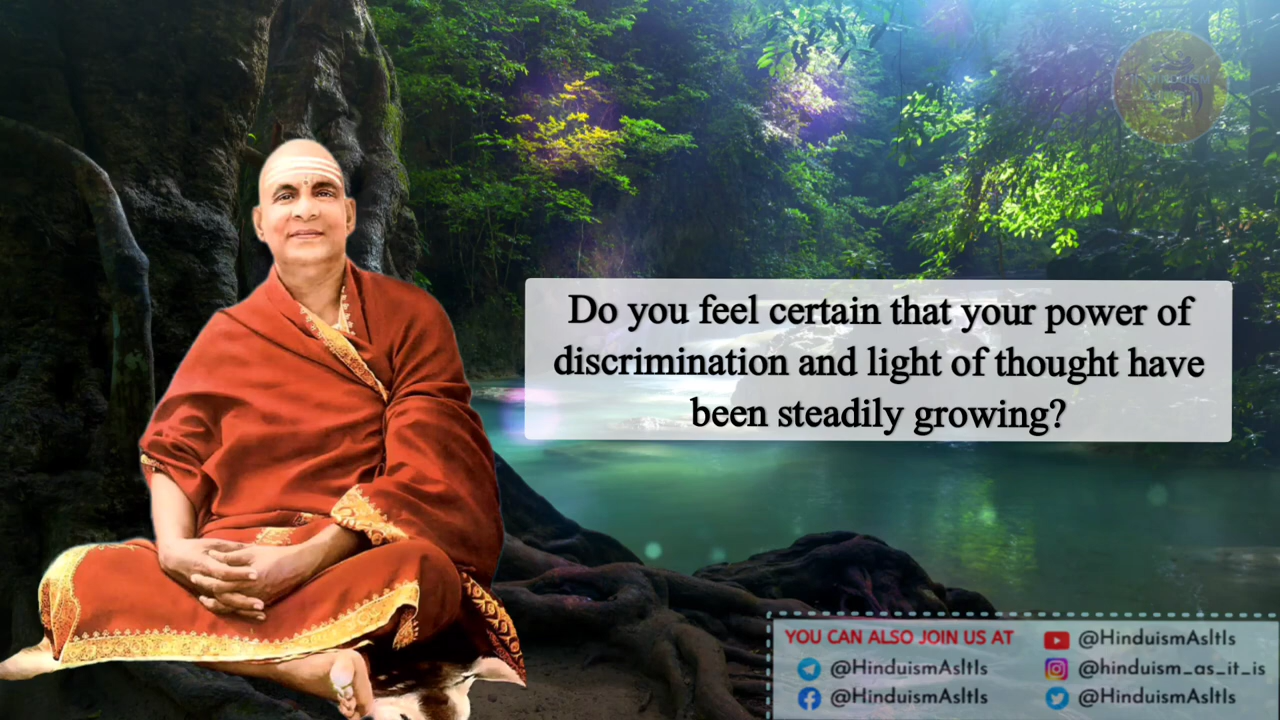 Do you feel certain that your power of
discrimination and light of thought have
been steadily growing?
YOU CAN ALSO JOIN US AT
@HinduismAsItIs
@HinduismAsItIs
@hinduism_as_it_is
@HinduismAsItIs
@HinduismAsItIs